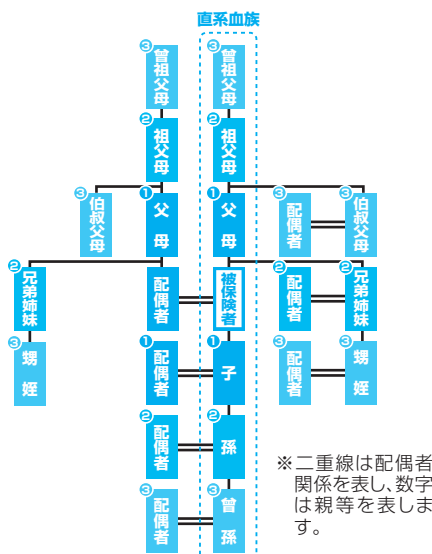 直系血族
③曾祖父母
③曾祖父母
②祖父母
②祖父母
③伯叔父母
①父母
①父母
③配偶者
③伯叔父母
②兄弟姉妹
配偶者
被保険者
②配偶者
②兄弟姉妹
③甥姪
①配偶者
①子
③配偶者
③甥姪
②配偶者
②孫
③配偶者
③曾孫
※二重線は配偶者
関係を表し、数字
は親等を表しま
す。